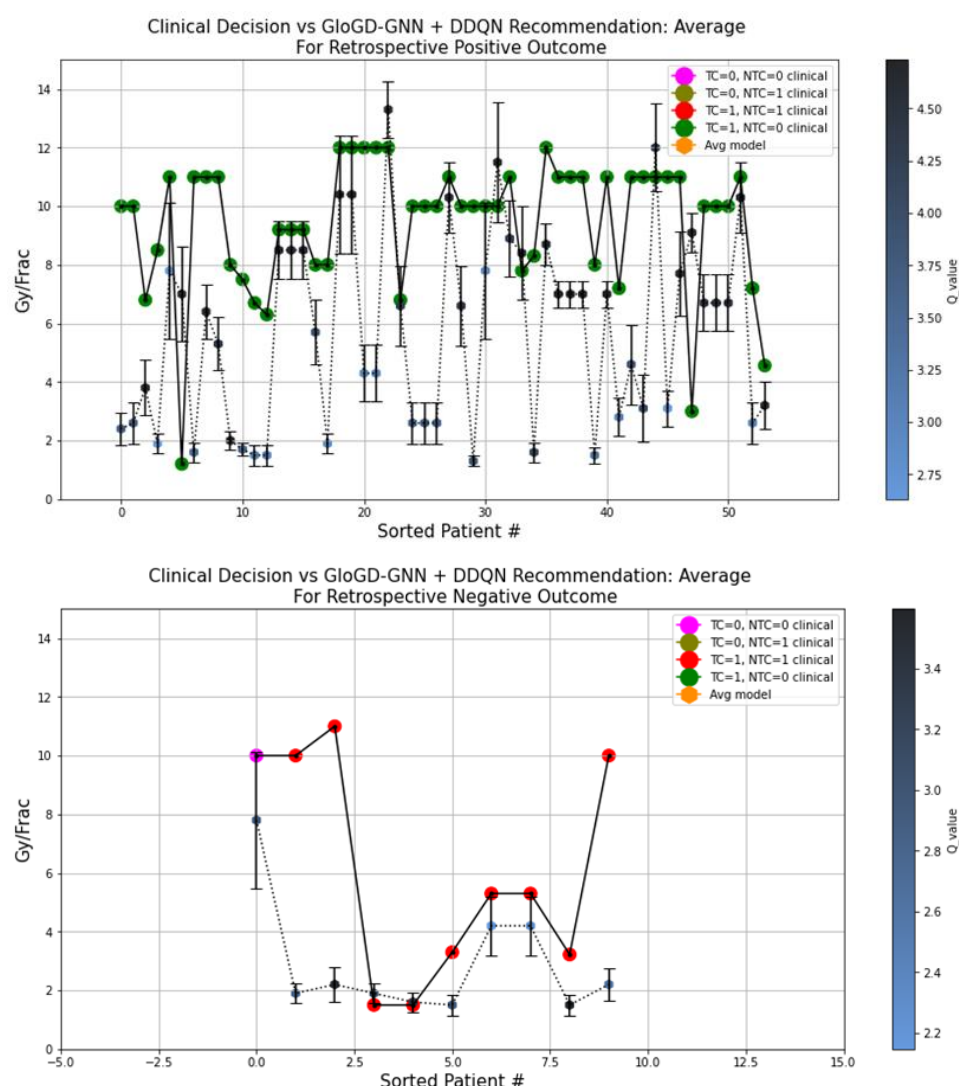 Clinical Decision vs GloGD-GNN + DDQN Recommendation: Average
For Retrospective Positive Outcome
TC=0, NTC=0 clinical
TC=0, NTC=1 clinical
TC=1, NTC=1 clinical
TC=1, NTC=0 clinical
Avg model
Gy/Frac
14
12
10
8
6
4
2
0
0 10 20 30 40 50
Sorted Patient #
4.50
4.25
4.00
3.75
3.50
3.25
3.00
2.75
Q_value
Clinical Decision vs GloGD-GNN + DDQN Recommendation: Average
For Retrospective Negative Outcome
TC=0, NTC=0 clinical
TC=0, NTC=1 clinical
TC=1, NTC=1 clinical
TC=1, NTC=0 clinical
Avg model
Gy/Frac
14
12
10
8
6
4
2
0
−5.0 −2.5 0.0 2.5 5.0 7.5 10.0 12.5 15.0
Sorted Patient #
3.4
3.2
3.0
2.8
2.6
2.4
2.2
Q_value